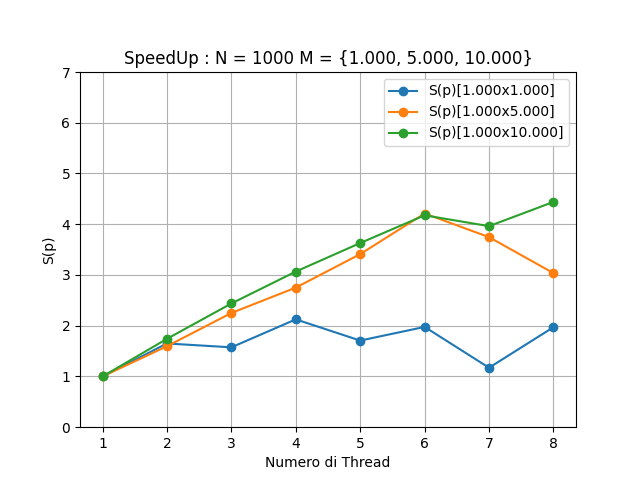 SpeedUp : N = 1000 M = {1.000, 5.000, 10.000}
7
6
5
4
3
2
1
0
S(p)
S(p)[1.000x1.000]
S(p)[1.000x5.000]
S(p)[1.000x10.000]
1 2 3 4 5 6 7 8
Numero di Thread